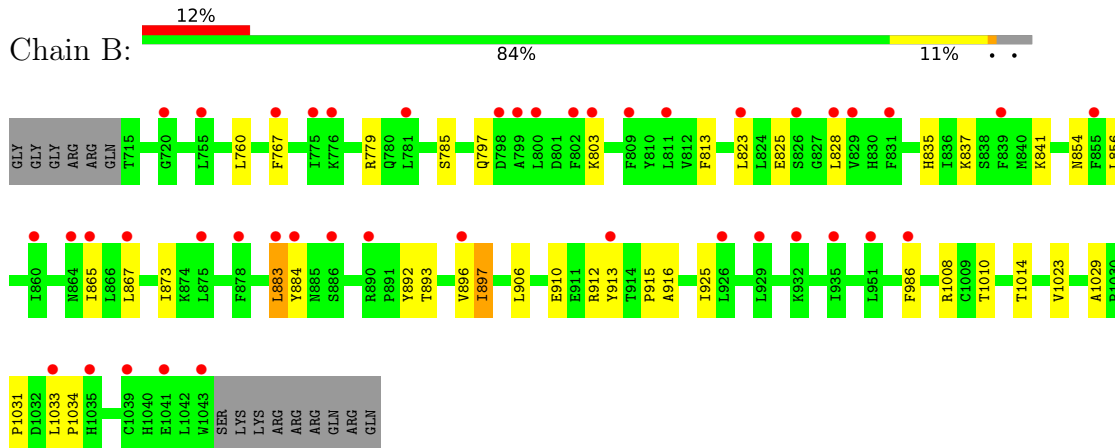 12%
Chain B:
84%
11%
• •
GLY GLY GLY ARG ARG GLN T715 G720 L755 L760 F767 I775 K776 R779 Q780 L781 S785 Q797 D798 A799 L800 D801 F802 K803 F809 Y810 L811 V812 F813 L823 L824 E825 S826 G827 L828 V829 H830 F831 H835 I836 K837 S838 F839 M840 K841 N854 F855
I860 N864 I865 L866 L867 I873 K874 L875 F878 L883 Y884 N885 S886 R890 P891 Y892 T893 V896 I897 L906 E910 E911 R912 Y913 T914 P915 A916 I925 L926 L929 K932 I935 L951 F986 R1008 C1009 T1010 T1014 V1023 A1029
P1031 D1032 L1033 P1034 H1035 C1039 H1040 E1041 L1042 W1043 SER LYS LYS ARG ARG ARG GLN ARG GLN